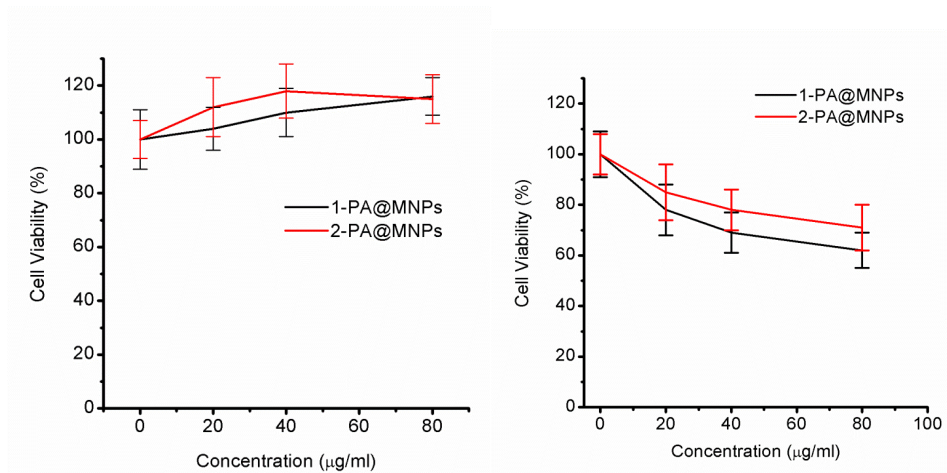 120
100
80
60
40
20
0
Cell Viability (%)
1-PA@MNPs
2-PA@MNPs
0 20 40 60 80
Concentration (µg/ml)
120
100
80
60
40
20
0
Cell Viability (%)
1-PA@MNPs
2-PA@MNPs
0 20 40 60 80 100
Concentration (µg/ml)